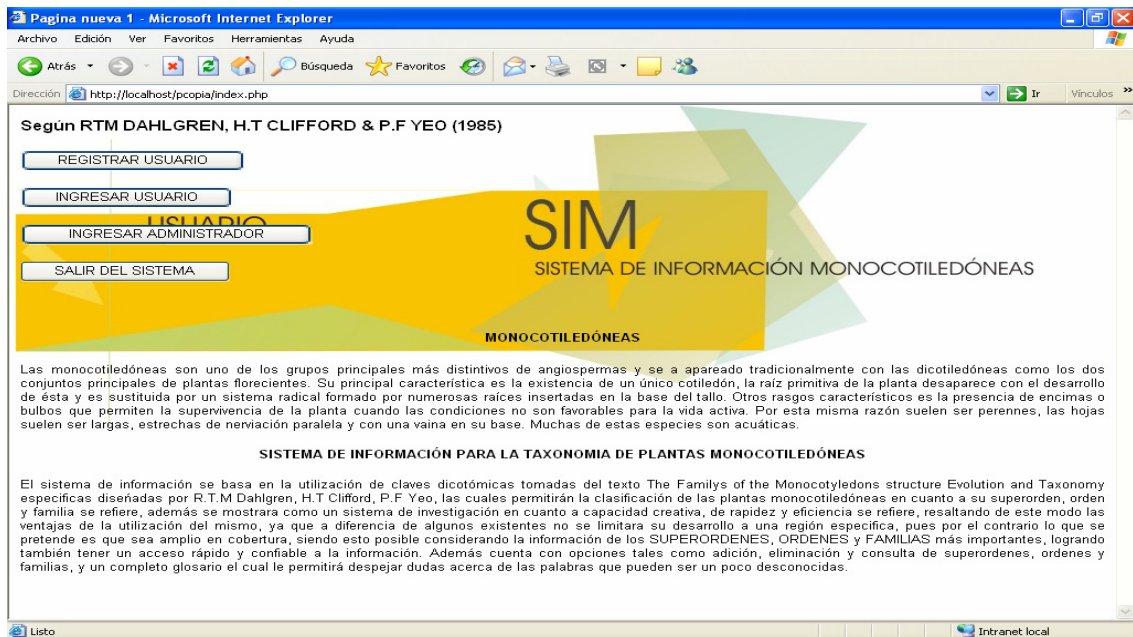 Pagina nueva 1 - Microsoft Internet Explorer
Archivo Edición Ver Favoritos Herramientas Ayuda
Atrás Búsqueda Favoritos
Dirección http://localhost/pcopia/index.php Ir Vínculos »
Según RTM DAHLGREN, H.T CLIFFORD & P.F YEO (1985)
REGISTRAR USUARIO
INGRESAR USUARIO
USUARIO
INGRESAR ADMINISTRADOR
SALIR DEL SISTEMA
SIM
SISTEMA DE INFORMACIÓN MONOCOTILEDÓNEAS
MONOCOTILEDÓNEAS
Las monocotiledóneas son uno de los grupos principales más distintivos de angiospermas y se a apareado tradicionalmente con las dicotiledóneas como los dos
conjuntos principales de plantas florecientes. Su principal característica es la existencia de un único cotiledón, la raíz primitiva de la planta desaparece con el desarrollo
de ésta y es sustituida por un sistema radical formado por numerosas raíces insertadas en la base del tallo. Otros rasgos característicos es la presencia de encimas o
bulbos que permiten la supervivencia de la planta cuando las condiciones no son favorables para la vida activa. Por esta misma razón suelen ser perennes, las hojas
suelen ser largas, estrechas de nerviación paralela y con una vaina en su base. Muchas de estas especies son acuáticas.
SISTEMA DE INFORMACIÓN PARA LA TAXONOMIA DE PLANTAS MONOCOTILEDÓNEAS
El sistema de información se basa en la utilización de claves dicotómicas tomadas del texto The Familys of the Monocotyledons structure Evolution and Taxonomy
especificas diseñadas por R.T.M Dahlgren, H.T Clifford, P.F Yeo, las cuales permitirán la clasificación de las plantas monocotiledóneas en cuanto a su superorden, orden
y familia se refiere, además se mostrara como un sistema de investigación en cuanto a capacidad creativa, de rapidez y eficiencia se refiere, resaltando de este modo las
ventajas de la utilización del mismo, ya que a diferencia de algunos existentes no se limitara su desarrollo a una región especifica, pues por el contrario lo que se
pretende es que sea amplio en cobertura, siendo esto posible considerando la información de los SUPERORDENES, ORDENES y FAMILIAS más importantes, logrando
también tener un acceso rápido y confiable a la información. Además cuenta con opciones tales como adición, eliminación y consulta de superordenes, ordenes y
familias, y un completo glosario el cual le permitirá despejar dudas acerca de las palabras que pueden ser un poco desconocidas.
Listo Intranet local